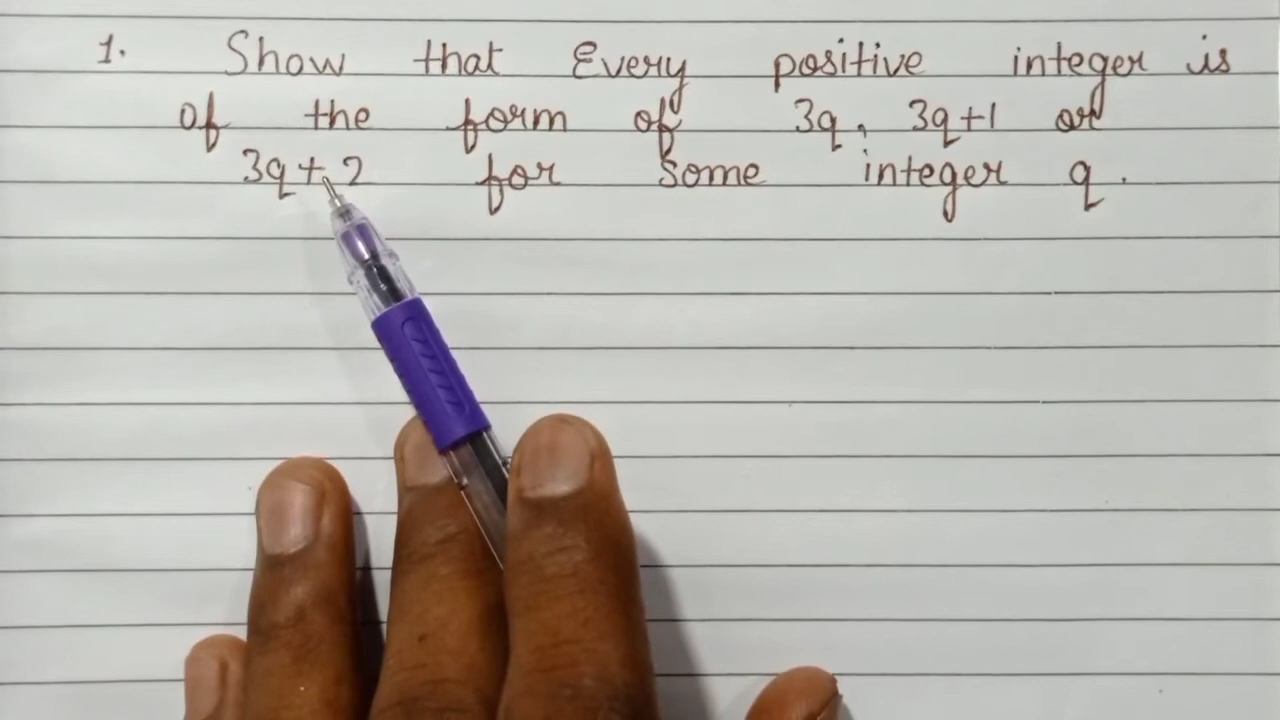 1. Show that Every positive integer is
of the form of 3q, 3q+1 or
3q+2 for some integer q.